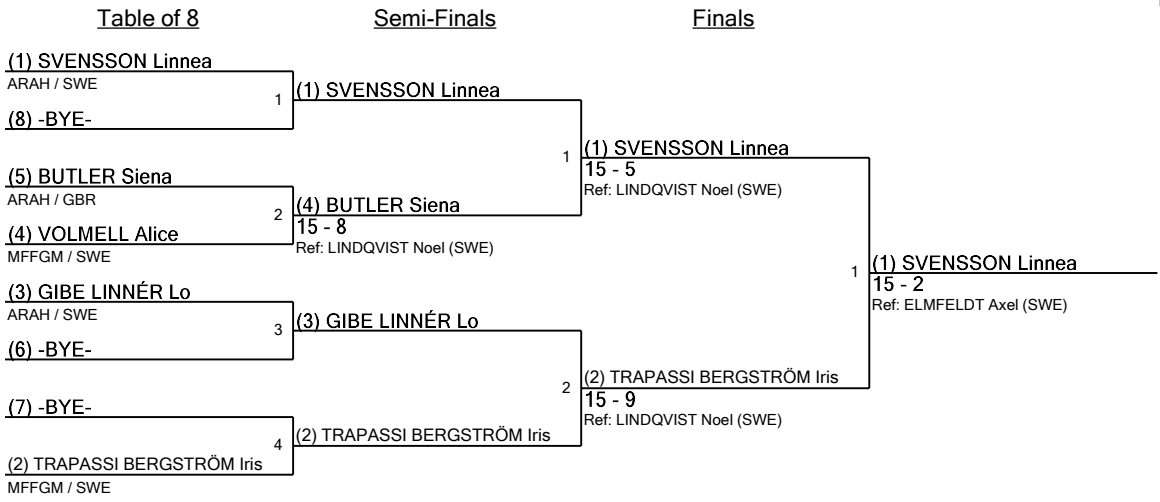 Table of 8
Semi-Finals
Finals
(1) SVENSSON Linnea
ARAH / SWE
1
(8) -BYE-
(5) BUTLER Siena
ARAH / GBR
2
(4) VOLMELL Alice
MFFGM / SWE
(3) GIBE LINNÉR Lo
ARAH / SWE
3
(6) -BYE-
(7) -BYE-
4
(2) TRAPASSI BERGSTRÖM Iris
MFFGM / SWE
(1) SVENSSON Linnea
1
(4) BUTLER Siena
15 - 8
Ref: LINDQVIST Noel (SWE)
(3) GIBE LINNÉR Lo
2
(2) TRAPASSI BERGSTRÖM Iris
(1) SVENSSON Linnea
15 - 5
Ref: LINDQVIST Noel (SWE)
1
(2) TRAPASSI BERGSTRÖM Iris
15 - 9
Ref: LINDQVIST Noel (SWE)
(1) SVENSSON Linnea
15 - 2
Ref: ELMFELDT Axel (SWE)